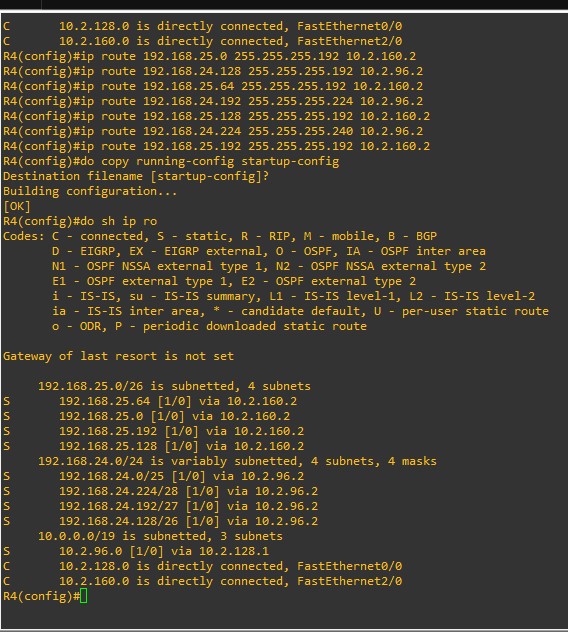 C       10.2.128.0 is directly connected, FastEthernet0/0
C       10.2.160.0 is directly connected, FastEthernet2/0
R4(config)#ip route 192.168.25.0 255.255.255.192 10.2.160.2
R4(config)#ip route 192.168.24.128 255.255.255.192 10.2.96.2
R4(config)#ip route 192.168.25.64 255.255.255.192 10.2.160.2
R4(config)#ip route 192.168.24.192 255.255.255.224 10.2.96.2
R4(config)#ip route 192.168.25.128 255.255.255.192 10.2.160.2
R4(config)#ip route 192.168.24.224 255.255.255.240 10.2.96.2
R4(config)#ip route 192.168.25.192 255.255.255.192 10.2.160.2
R4(config)#do copy running-config startup-config
Destination filename [startup-config]?
Building configuration...
[OK]
R4(config)#do sh ip ro
Codes: C - connected, S - static, R - RIP, M - mobile, B - BGP
       D - EIGRP, EX - EIGRP external, O - OSPF, IA - OSPF inter area
       N1 - OSPF NSSA external type 1, N2 - OSPF NSSA external type 2
       E1 - OSPF external type 1, E2 - OSPF external type 2
       i - IS-IS, su - IS-IS summary, L1 - IS-IS level-1, L2 - IS-IS level-2
       ia - IS-IS inter area, * - candidate default, U - per-user static route
       o - ODR, P - periodic downloaded static route
Gateway of last resort is not set
     192.168.25.0/26 is subnetted, 4 subnets
S       192.168.25.64 [1/0] via 10.2.160.2
S       192.168.25.0 [1/0] via 10.2.160.2
S       192.168.25.192 [1/0] via 10.2.160.2
S       192.168.25.128 [1/0] via 10.2.160.2
     192.168.24.0/24 is variably subnetted, 4 subnets, 4 masks
S       192.168.24.0/25 [1/0] via 10.2.96.2
S       192.168.24.224/28 [1/0] via 10.2.96.2
S       192.168.24.192/27 [1/0] via 10.2.96.2
S       192.168.24.128/26 [1/0] via 10.2.96.2
     10.0.0.0/19 is subnetted, 3 subnets
S       10.2.96.0 [1/0] via 10.2.128.1
C       10.2.128.0 is directly connected, FastEthernet0/0
C       10.2.160.0 is directly connected, FastEthernet2/0
R4(config)#